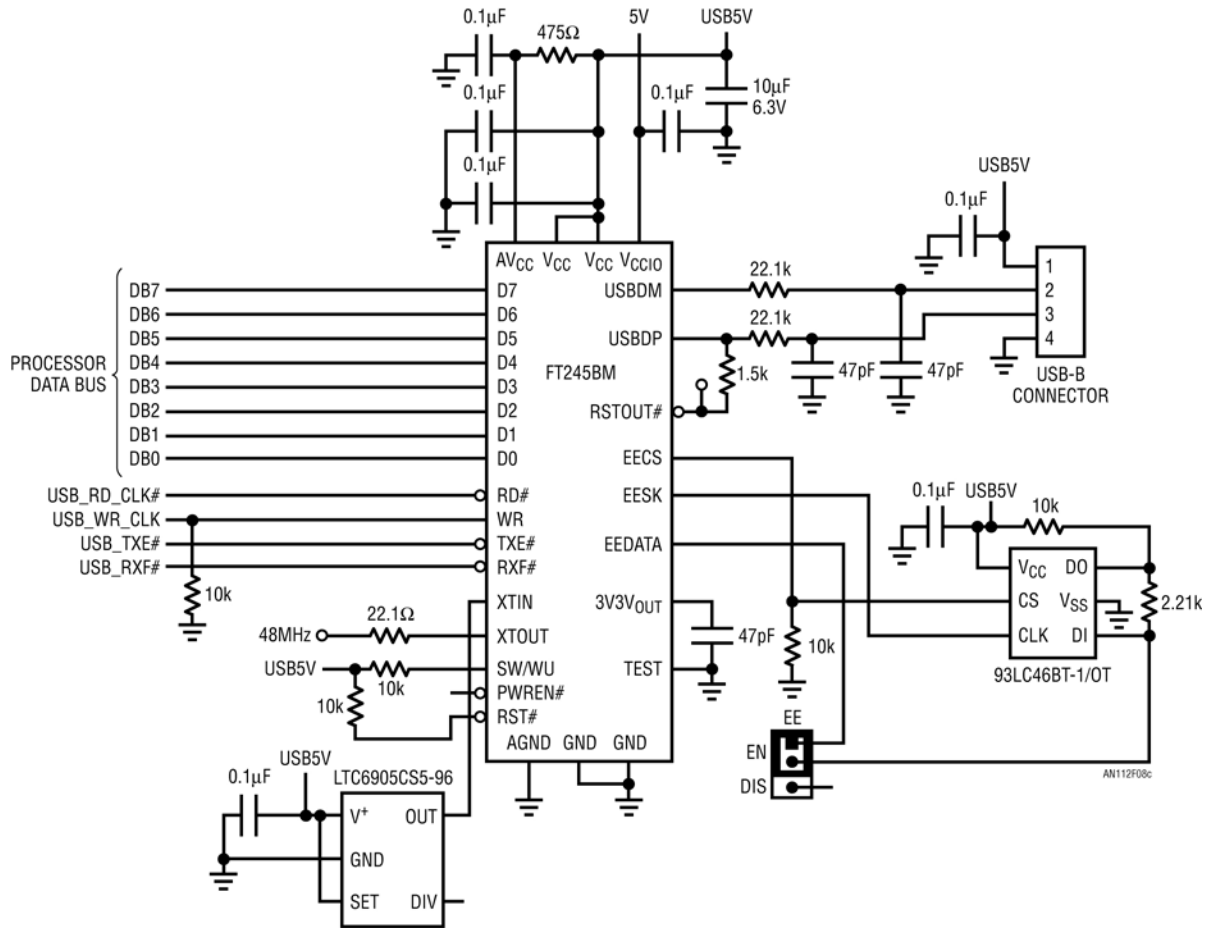 0.1µF
475Ω
5V
USB5V
0.1µF
0.1µF
10µF
6.3V
0.1µF
USB5V
0.1µF
AVCC VCC VCC VCCIO
PROCESSOR
DATA BUS
DB7
DB6
DB5
DB4
DB3
DB2
DB1
DB0
USB_RD_CLK#
USB_WR_CLK
USB_TXE#
USB_RXF#
10k
48MHz
22.1Ω
USB5V
10k
10k
D7
D6
D5
D4
D3
D2
D1
D0
RD#
WR
TXE#
RXF#
XTIN
XTOUT
SW/WU
PWREN#
RST#
FT245BM
USBDM
USBDP
RSTOUT#
EECS
EESK
EEDATA
3V3VOUT
TEST
AGND GND GND
22.1k
22.1k
1.5k
47pF
47pF
1
2
3
4
USB-B
CONNECTOR
47pF
10k
0.1µF
USB5V
10k
VCC DO
CS VSS
CLK DI
2.21k
93LC46BT-1/OT
EE
EN
DIS
AN112F08c
USB5V
0.1µF
LTC6905CS5-96
V+ OUT
GND
SET DIV